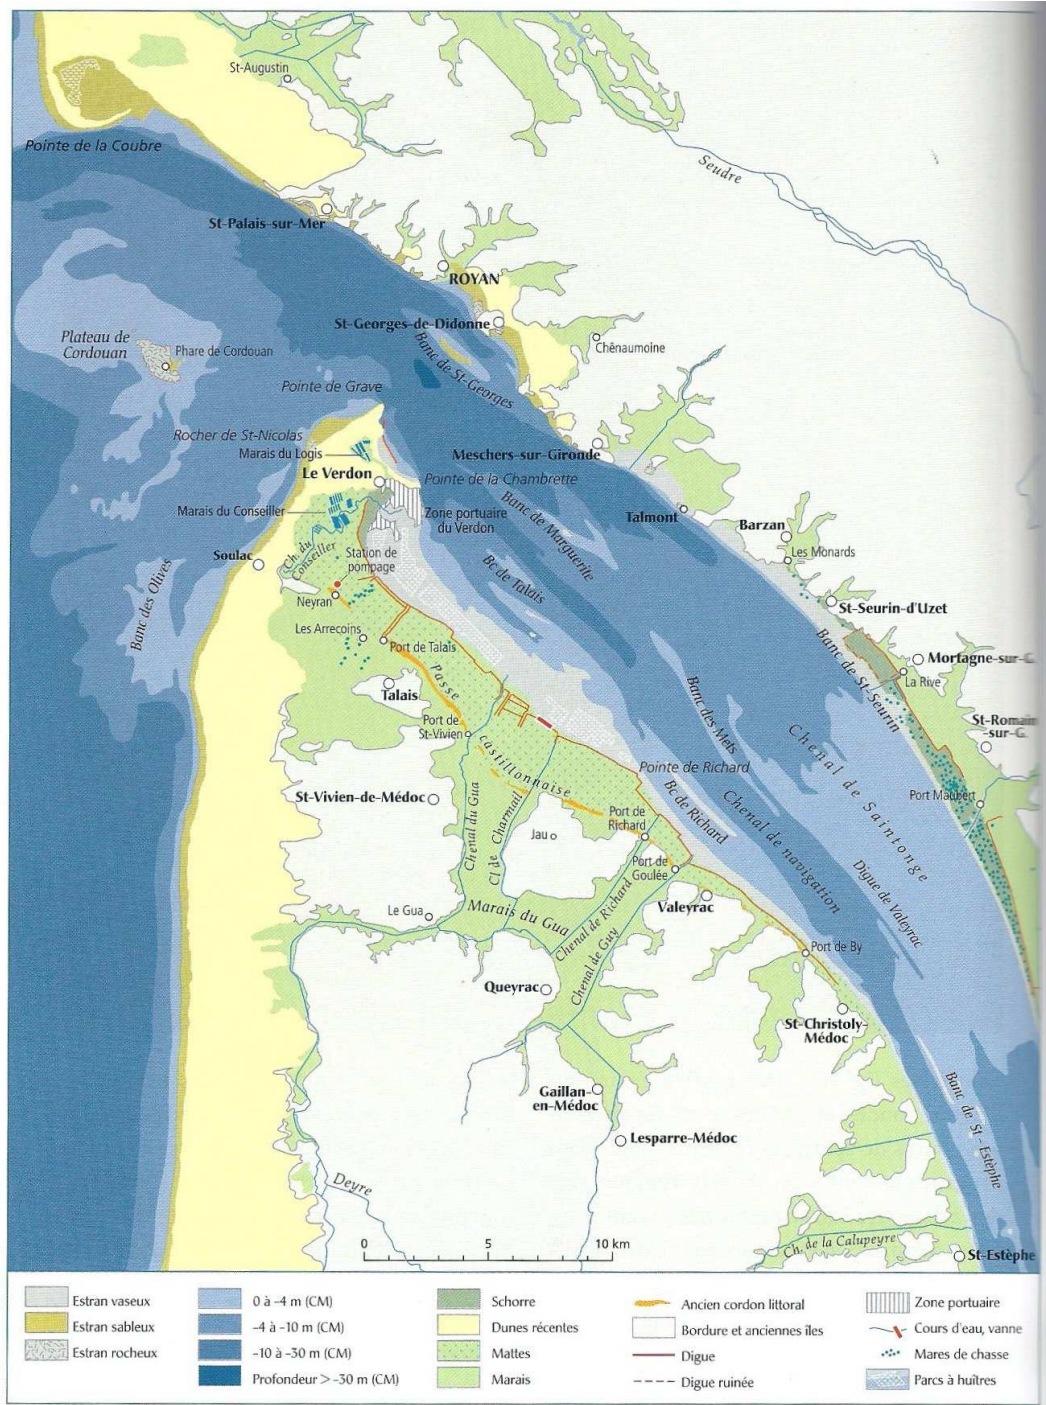 St-Augustin
Pointe de la Coubre
Seudre
St-Palais-sur-Mer
ROYAN
St-Georges-de-Didonne
Plateau de
Cordouan
Phare de Cordouan
Chênaumoine
Banc de St-Georges
Pointe de Grave
Rocher de St-Nicolas
Marais du Logis
Meschers-sur-Gironde
Le Verdon
Pointe de la Chambrette
Marais du Conseiller
Zone portuaire
du Verdon
Banc de Marguerite
Talmont
Barzan
Les Monards
Soulac
Ch. du
Conseiller
Station de
pompage
Bc de Talais
Banc des Olives
Neyran
St-Seurin-d'Uzet
Les Arrecoins
Port de Talais
Banc de St-Seurin
Mortagne-sur-G.
La Rive
Passe
castillonnaise
Talais
Banc des Mets
Port de
St-Vivien
St-Romain
-sur-G.
Chenal de Saintonge
Pointe de Richard
St-Vivien-de-Médoc
Chenal du Gua
Cl de Charmail
Bc de Richard
Chenal de navigation
Port Maubert
Port de
Richard
Jau
Port de
Goulée
Digue de Valeyrac
Valeyrac
Le Gua
Marais du Gua
Chenal de Richard
Chenal de Guy
Port de By
Queyrac
St-Christoly-
Médoc
Gaillan-
en-Médoc
Banc de St-Estèphe
Lesparre-Médoc
Deyre
Ch. de la Calupeyre
St-Estèphe
0 5 10 km
Estran vaseux
Estran sableux
Estran rocheux
0 à -4 m (CM)
-4 à -10 m (CM)
-10 à -30 m (CM)
Profondeur > -30 m (CM)
Schorre
Dunes récentes
Mattes
Marais
Ancien cordon littoral
Bordure et anciennes îles
Digue
Digue ruinée
Zone portuaire
Cours d'eau, vanne
Mares de chasse
Parcs à huîtres